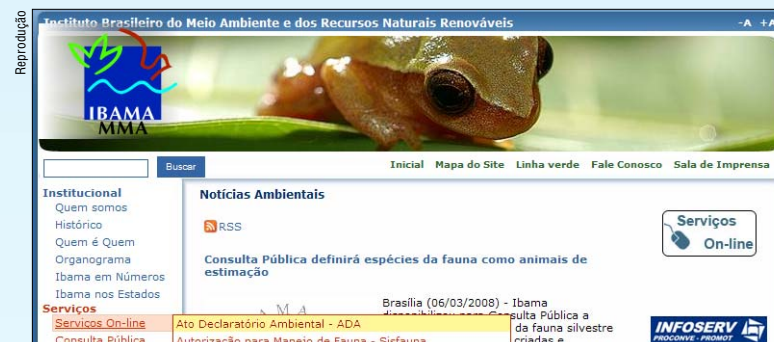 Reprodução
Instituto Brasileiro do Meio Ambiente e dos Recursos Naturais Renováveis
-A +A
IBAMA
MMA
Buscar
Inicial Mapa do Site Linha verde Fale Conosco Sala de Imprensa
Institucional
Quem somos
Histórico
Quem é Quem
Organograma
Ibama em Números
Ibama nos Estados
Serviços
Serviços On-line
Consulta Pública
Ato Declaratório Ambiental - ADA
Autorização para Manejo de Fauna - Sisfauna
Notícias Ambientais
RSS
Consulta Pública definirá espécies da fauna como animais de
estimação
Brasília (06/03/2008) - Ibama
disponibilizou para Consulta Pública a
da fauna silvestre
criadas e
Serviços
On-line
INFOSERV
PROCONVE - PROMOT